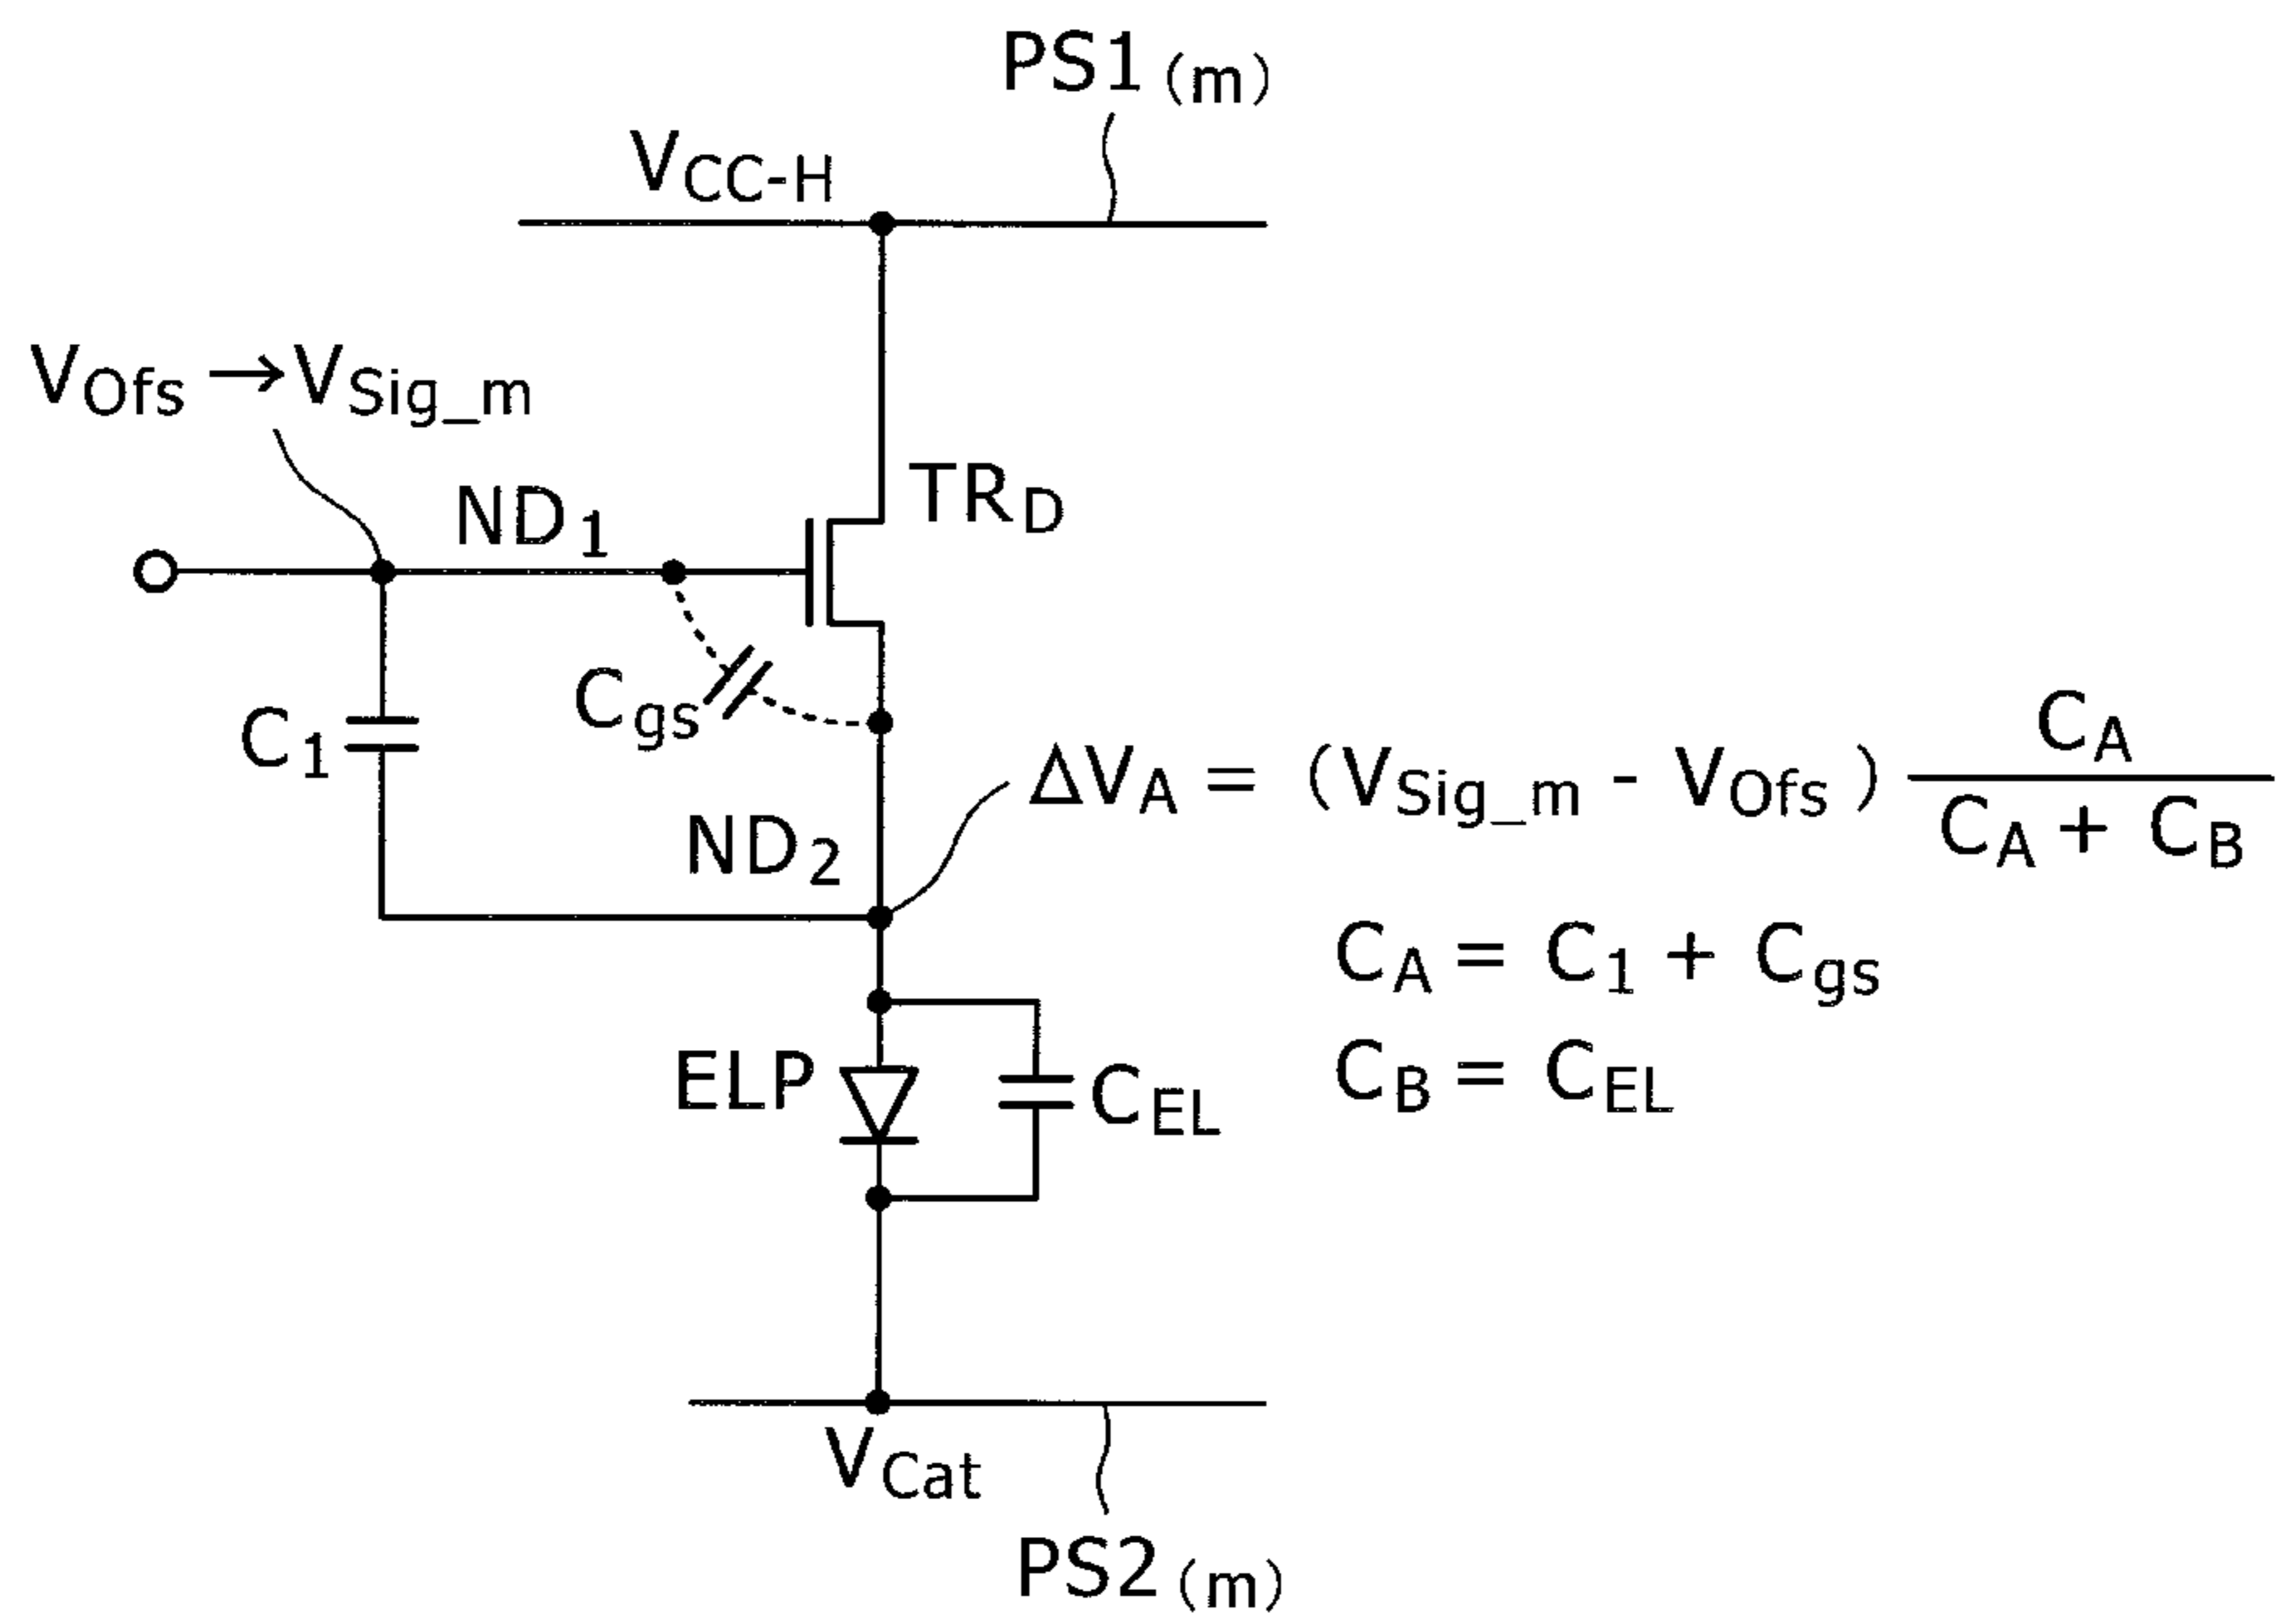 PS1 (m)
VCC-H
VOfs → VSig_m
ND1
TRD
Cgs
C1
ΔVA = (VSig_m - VOfs) CA / CA + CB
ND2
CA = C1 + Cgs
CB = CEL
ELP
CEL
VCat
PS2 (m)